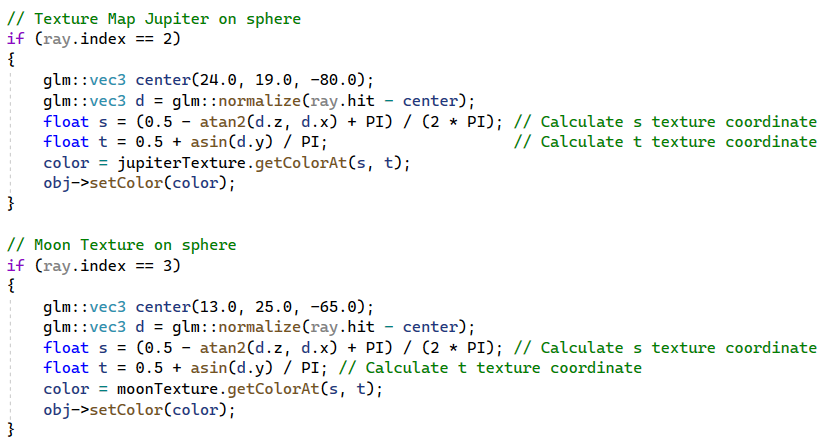 // Texture Map Jupiter on sphere
if (ray.index == 2)
{
    glm::vec3 center(24.0, 19.0, -80.0);
    glm::vec3 d = glm::normalize(ray.hit - center);
    float s = (0.5 - atan2(d.z, d.x) + PI) / (2 * PI); // Calculate s texture coordinate
    float t = 0.5 + asin(d.y) / PI;                    // Calculate t texture coordinate
    color = jupiterTexture.getColorAt(s, t);
    obj->setColor(color);
}

// Moon Texture on sphere
if (ray.index == 3)
{
    glm::vec3 center(13.0, 25.0, -65.0);
    glm::vec3 d = glm::normalize(ray.hit - center);
    float s = (0.5 - atan2(d.z, d.x) + PI) / (2 * PI); // Calculate s texture coordinate
    float t = 0.5 + asin(d.y) / PI; // Calculate t texture coordinate
    color = moonTexture.getColorAt(s, t);
    obj->setColor(color);
}